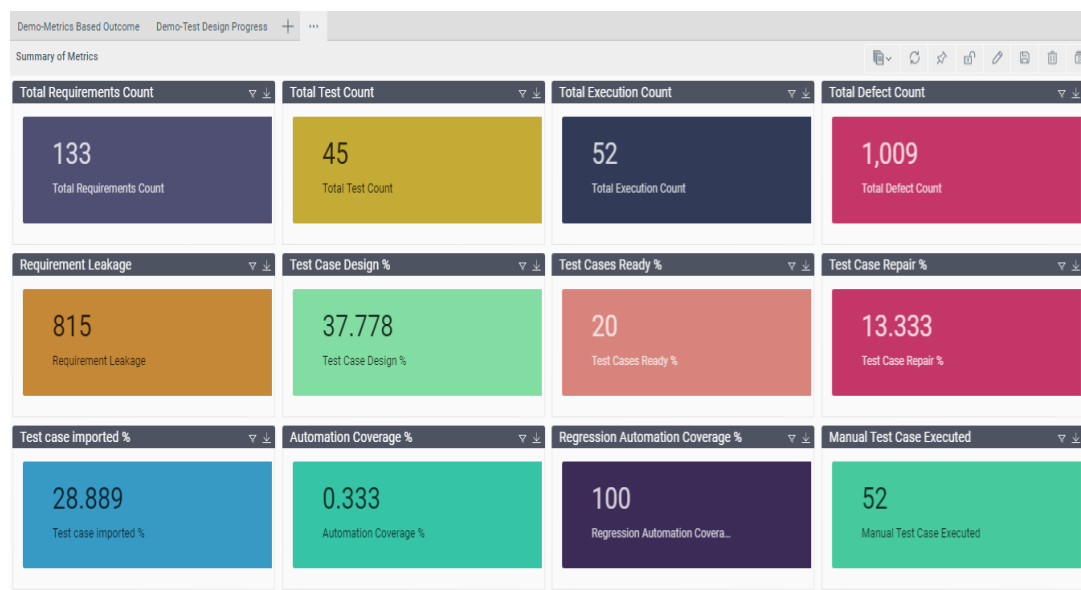 Demo-Metrics Based Outcome Demo-Test Design Progress
Summary of Metrics
Total Requirements Count Total Test Count Total Execution Count Total Defect Count
133 45 52 1,009
Total Requirements Count Total Test Count Total Execution Count Total Defect Count
Requirement Leakage Test Case Design % Test Cases Ready % Test Case Repair %
815 37.778 20 13.333
Requirement Leakage Test Case Design % Test Cases Ready % Test Case Repair %
Test case imported % Automation Coverage % Regression Automation Coverage % Manual Test Case Executed
28.889 0.333 100 52
Test case imported % Automation Coverage % Regression Automation Covera... Manual Test Case Executed